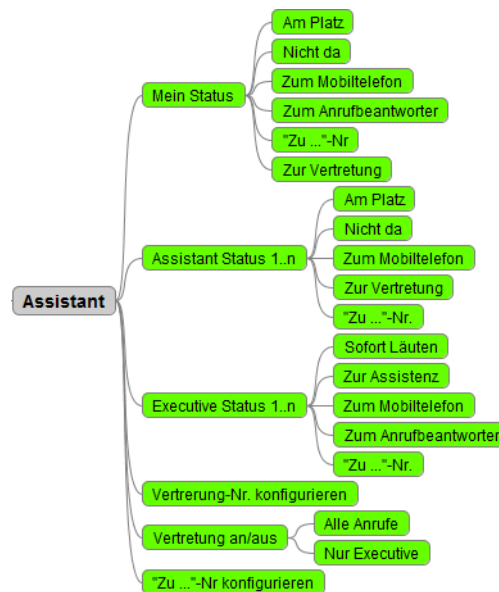 Assistant
Mein Status
Am Platz
Nicht da
Zum Mobiltelefon
Zum Anrufbeantworter
"Zu ..."-Nr
Zur Vertretung
Assistant Status 1..n
Am Platz
Nicht da
Zum Mobiltelefon
Zur Vertretung
"Zu ..."-Nr.
Executive Status 1..n
Sofort Läuten
Zur Assistenz
Zum Mobiltelefon
Zum Anrufbeantworter
"Zu ..."-Nr.
Vertrerung-Nr. konfigurieren
Vertretung an/aus
Alle Anrufe
Nur Executive
"Zu ..."-Nr konfigurieren